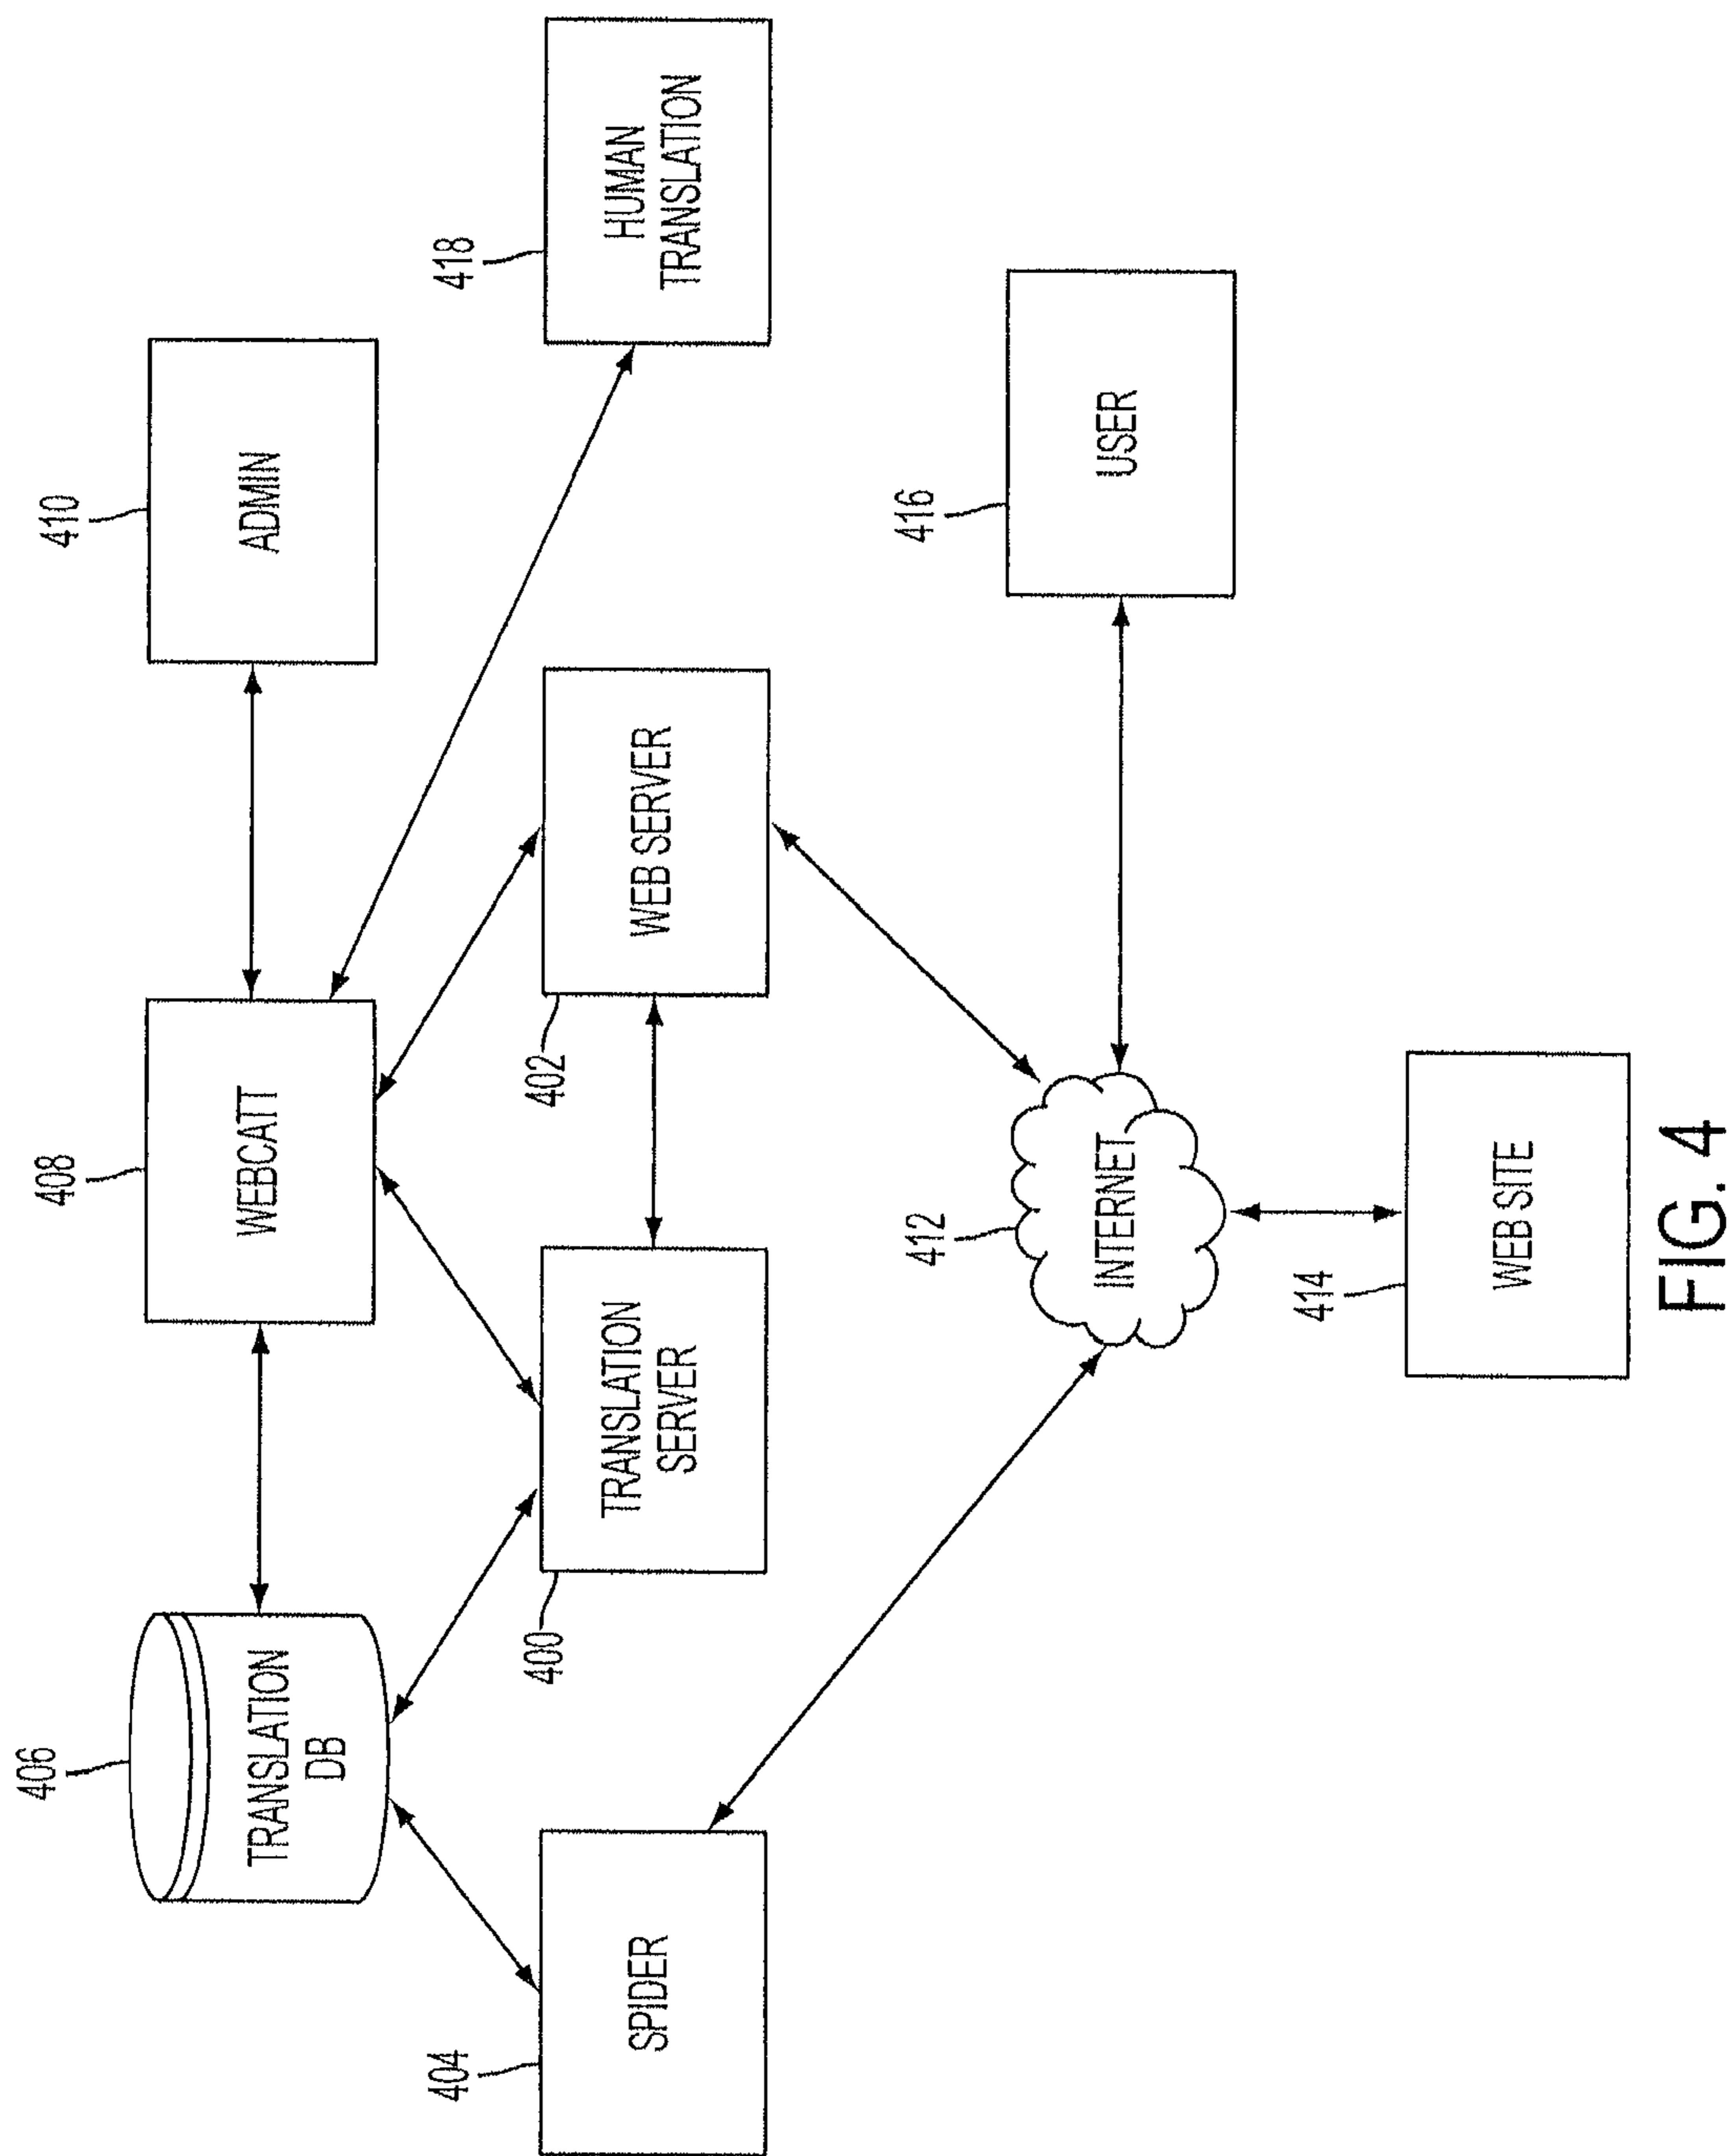 406
TRANSLATION
DB
408
WEBCATT
410
ADMIN
404
SPIDER
400
TRANSLATION
SERVER
402
WEB SERVER
418
HUMAN
TRANSLATION
412
INTERNET
416
USER
414
WEB SITE
FIG. 4